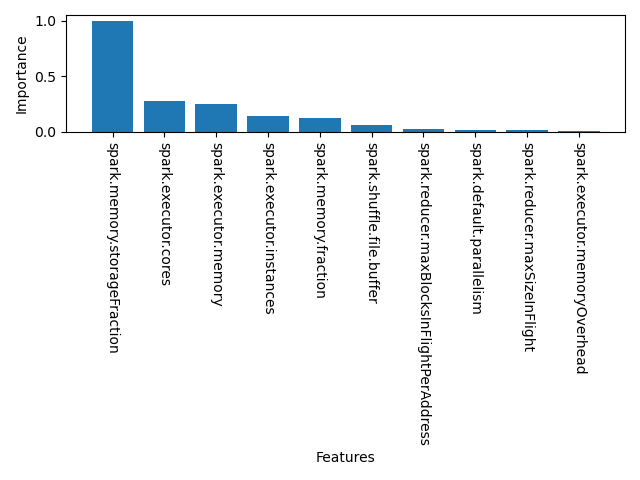 Importance
1.0
0.5
0.0
spark.memory.storageFraction
spark.executor.cores
spark.executor.memory
spark.executor.instances
spark.memory.fraction
spark.shuffle.file.buffer
spark.reducer.maxBlocksInFlightPerAddress
spark.default.parallelism
spark.reducer.maxSizeInFlight
spark.executor.memoryOverhead
Features